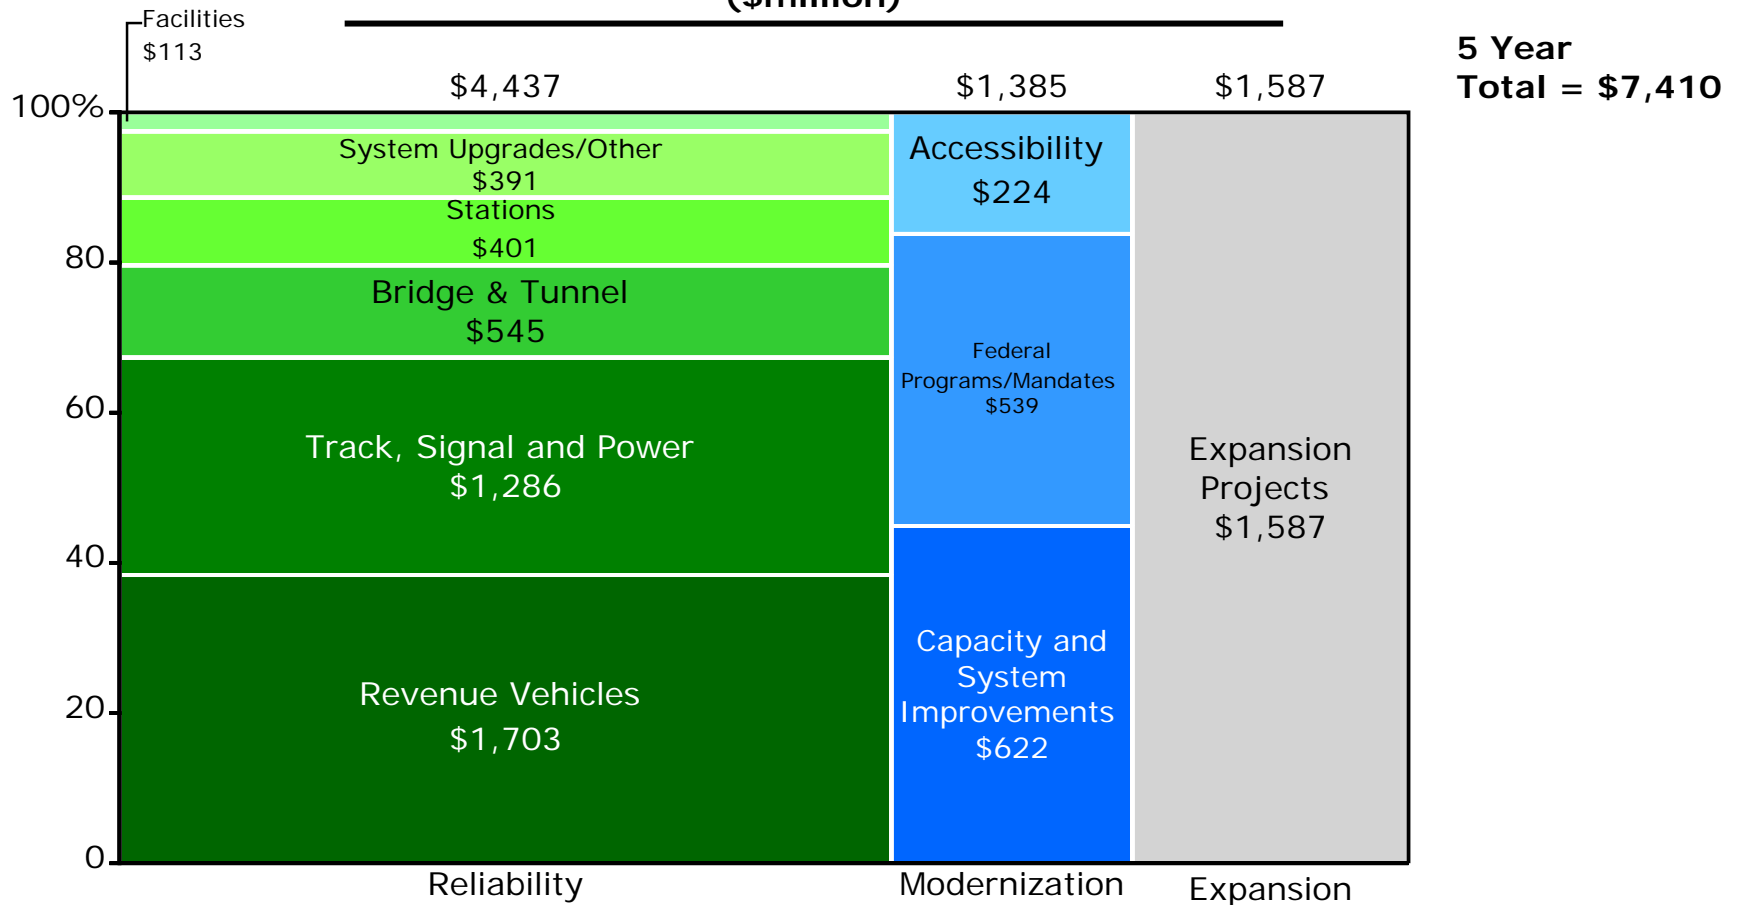 ($million)
Facilities
$113
5 Year
Total = $7,410
$4,437
$1,385
$1,587
100%
System Upgrades/Other
$391
Stations
$401
80
Bridge & Tunnel
$545
60
Track, Signal and Power
$1,286
40
Revenue Vehicles
$1,703
20
0
Accessibility
$224
Federal
Programs/Mandates
$539
Capacity and
System
Improvements
$622
Expansion
Projects
$1,587
Reliability
Modernization
Expansion